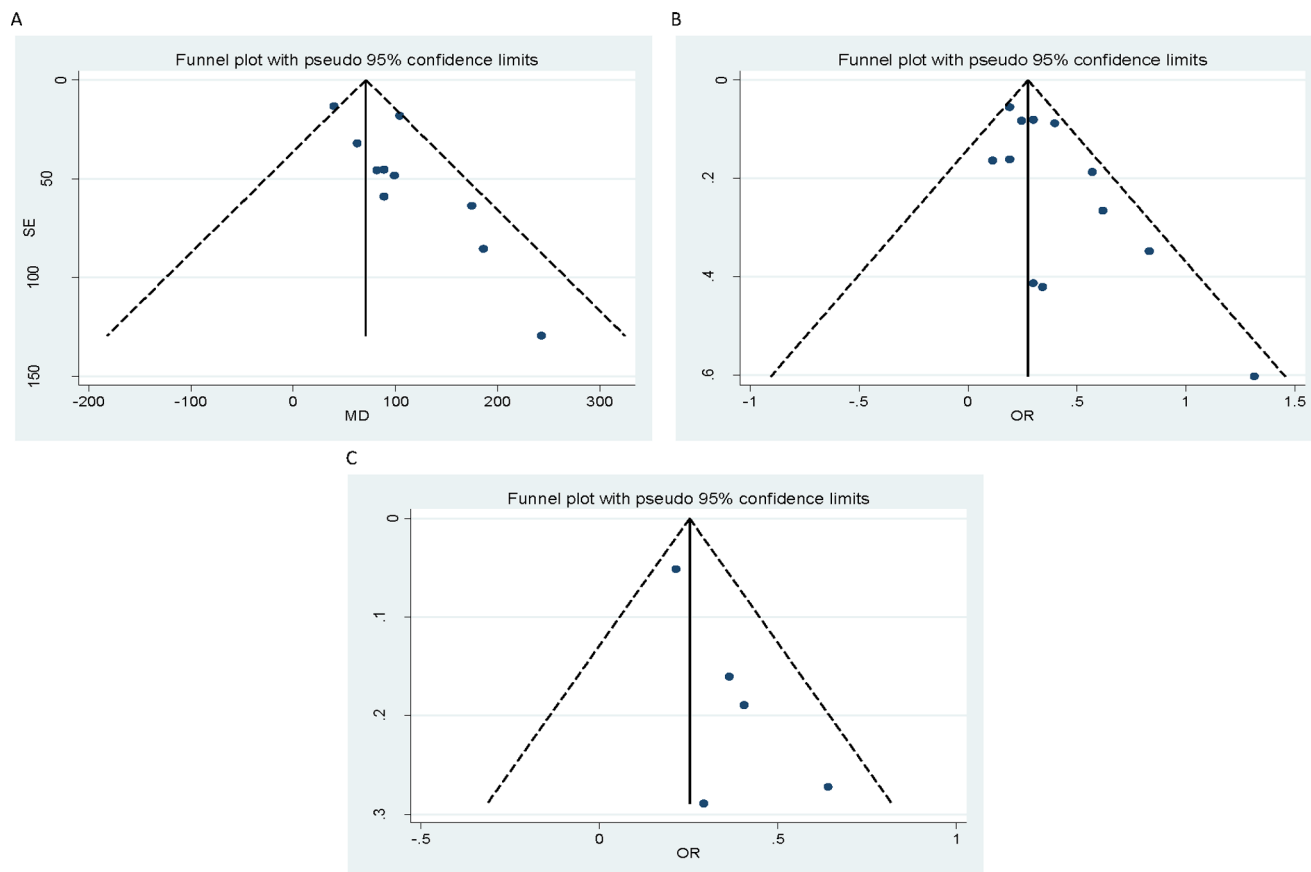 A
Funnel plot with pseudo 95% confidence limits
0
50
100
150
SE
-200 -100 0 100 200 300
MD
B
Funnel plot with pseudo 95% confidence limits
0
.2
.4
.6
-1 -.5 0 .5 1 1.5
OR
C
Funnel plot with pseudo 95% confidence limits
0
.1
.2
.3
-.5 0 .5 1
OR